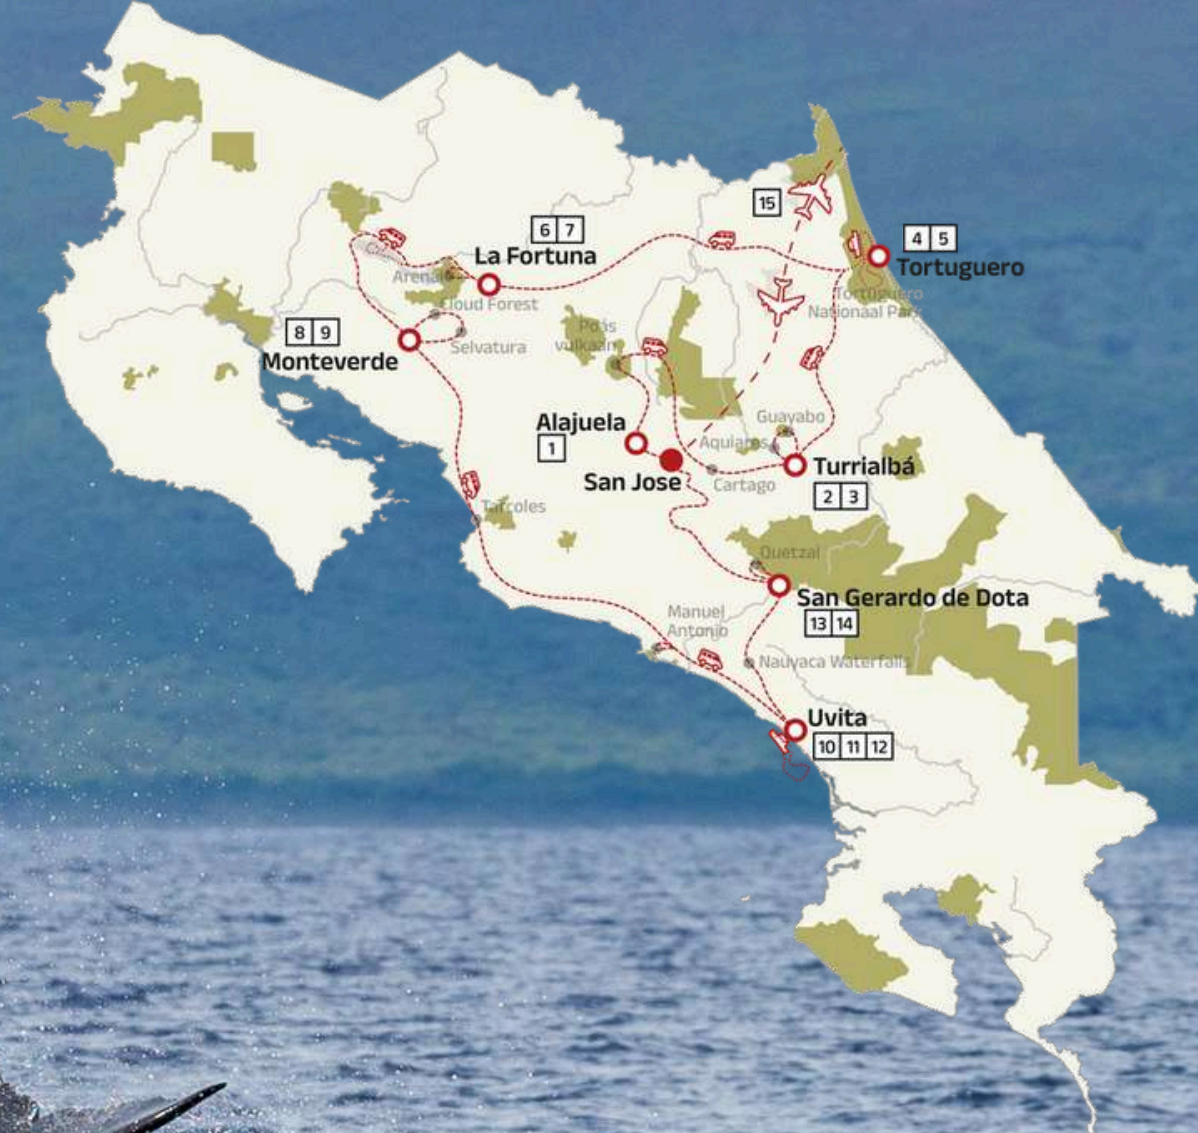 15
4 5
Tortuguero
Tortuguero
Nationaal Park
6 7
La Fortuna
Arenal
Cloud Forest
8 9
Monteverde
Selvatura
Poás
vulkaan
Alajuela
1
San Jose
Guayabo
Aquiares
Cartago
Turrialbá
2 3
Tarcoles
Quetzal
San Gerardo de Dota
13 14
Manuel
Antonio
Nauyaca Waterfalls
Uvita
10 11 12